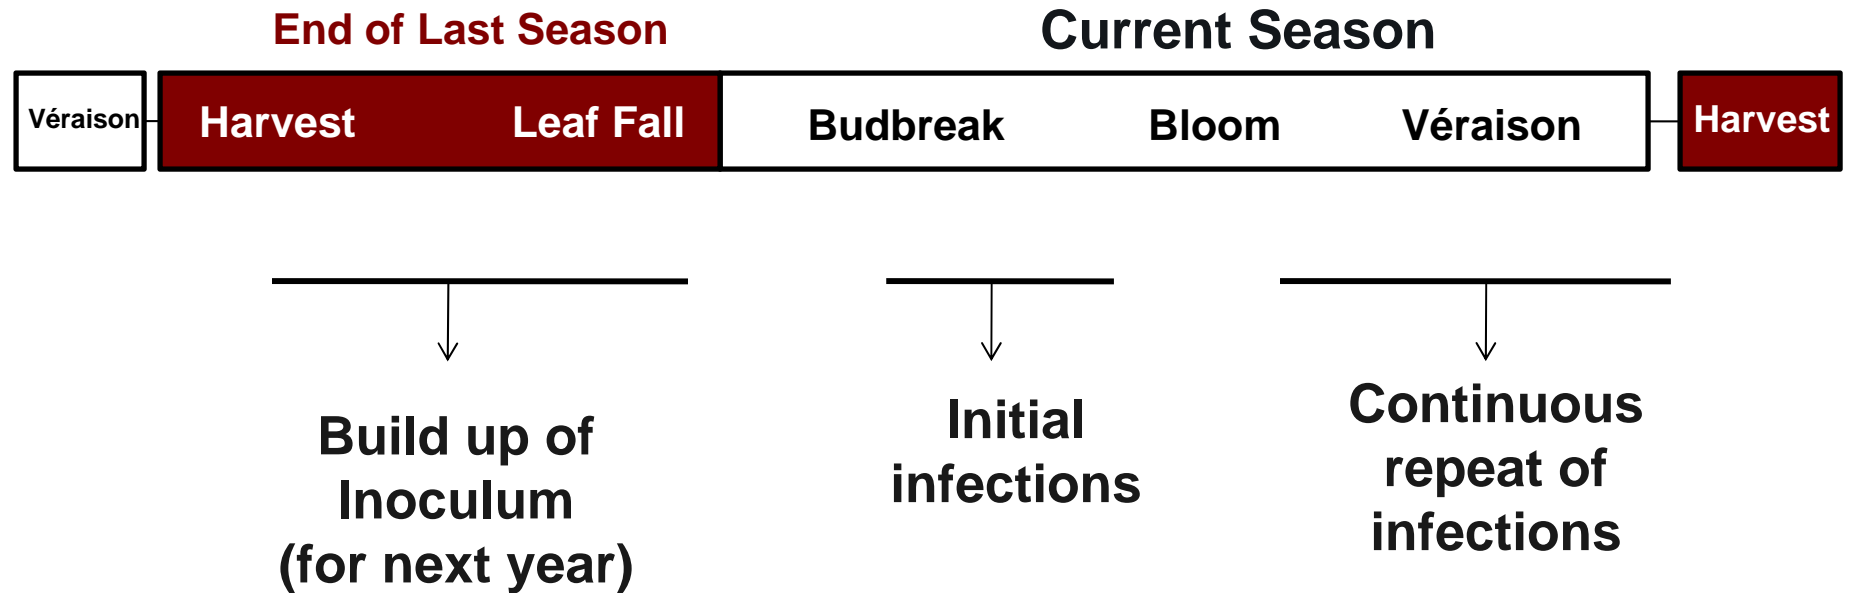 End of Last Season
Current Season
Véraison
Harvest
Leaf Fall
Budbreak
Bloom
Véraison
Harvest
Build up of
Inoculum
(for next year)
Initial
infections
Continuous
repeat of
infections